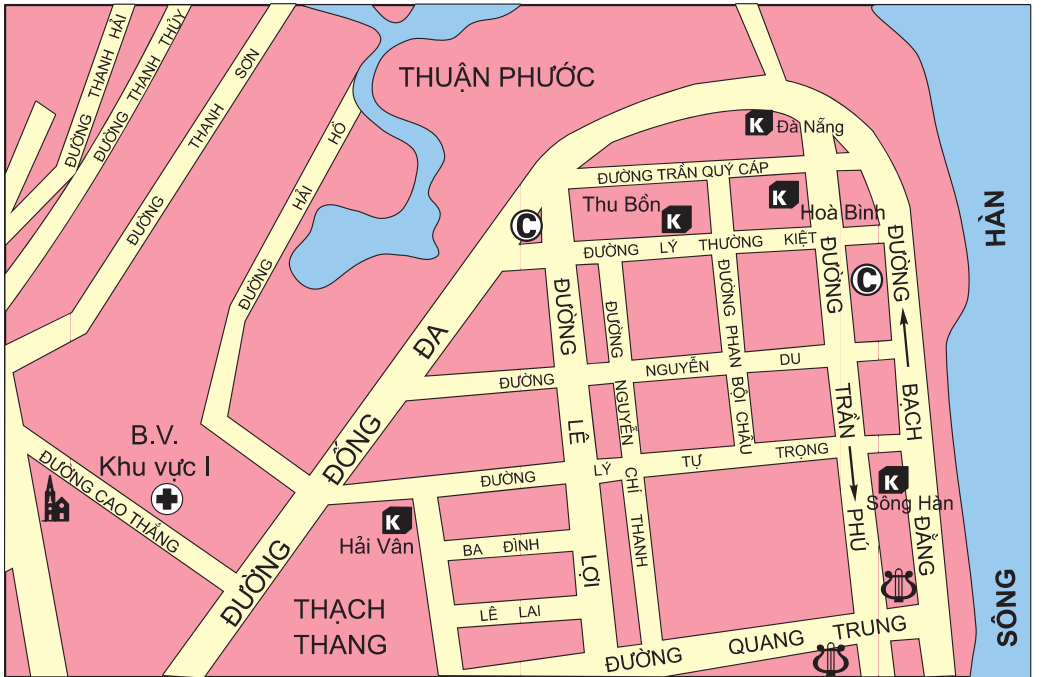 ĐƯỜNG THANH HẢI
ĐƯỜNG THANH THỦY
ĐƯỜNG THANH SƠN
ĐƯỜNG HẢI HỒ
THUẬN PHƯỚC
K Đà Nẵng
ĐƯỜNG TRẦN QUÝ CÁP
Thu Bồn K
K Hoà Bình
C
ĐƯỜNG LÝ THƯỜNG KIỆT
C
ĐƯỜNG NGUYỄN DU
ĐƯỜNG LÝ TỰ TRỌNG
ĐƯỜNG ĐỐNG ĐA
ĐƯỜNG LÊ LỢI
ĐƯỜNG NGUYỄN CHÍ THANH
ĐƯỜNG PHAN BỘI CHÂU
ĐƯỜNG TRẦN PHÚ
ĐƯỜNG BẠCH ĐẰNG
SÔNG HÀN
B.V.
Khu vực I
ĐƯỜNG CAO THẮNG
K
Hải Vân
K
Sông Hàn
BA ĐÌNH
LÊ LAI
THẠCH
THANG
ĐƯỜNG QUANG TRUNG